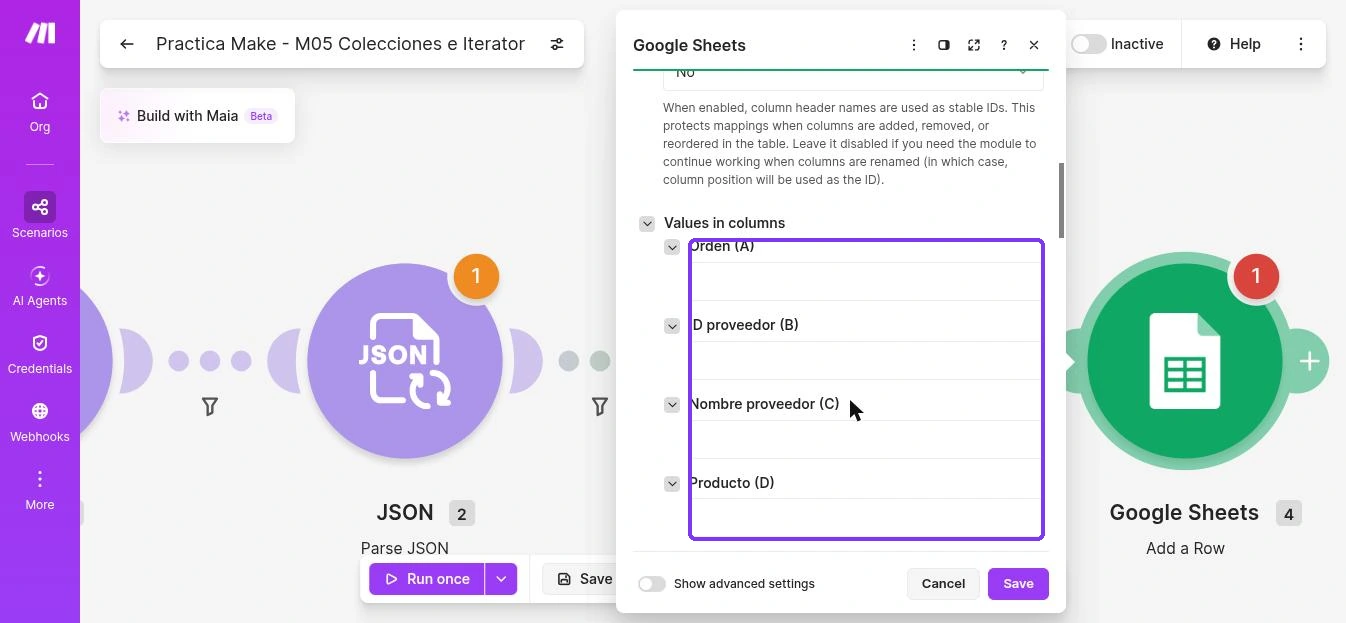 Practica Make - M05 Colecciones e Iterator
Build with Maia
Beta
Org
Scenarios
AI Agents
Credentials
Webhooks
More
1
JSON
JSON 2
Parse JSON
Run once
Save
Google Sheets
?
No
When enabled, column header names are used as stable IDs. This
protects mappings when columns are added, removed, or
reordered in the table. Leave it disabled if you need the module to
continue working when columns are renamed (in which case,
column position will be used as the ID).
Values in columns
Orden (A)
ID proveedor (B)
Nombre proveedor (C)
Producto (D)
Show advanced settings
Cancel
Save
Inactive
? Help
1
Google Sheets 4
Add a Row